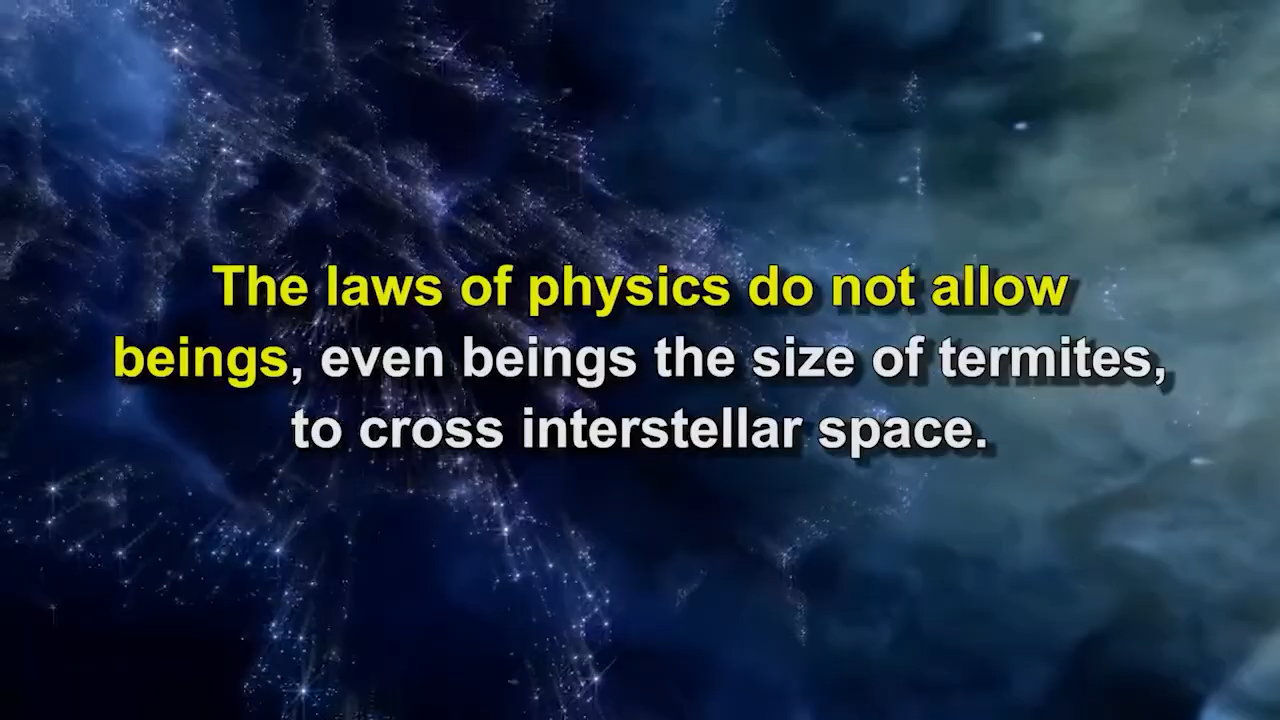 The laws of physics do not allow
beings, even beings the size of termites,
to cross interstellar space.